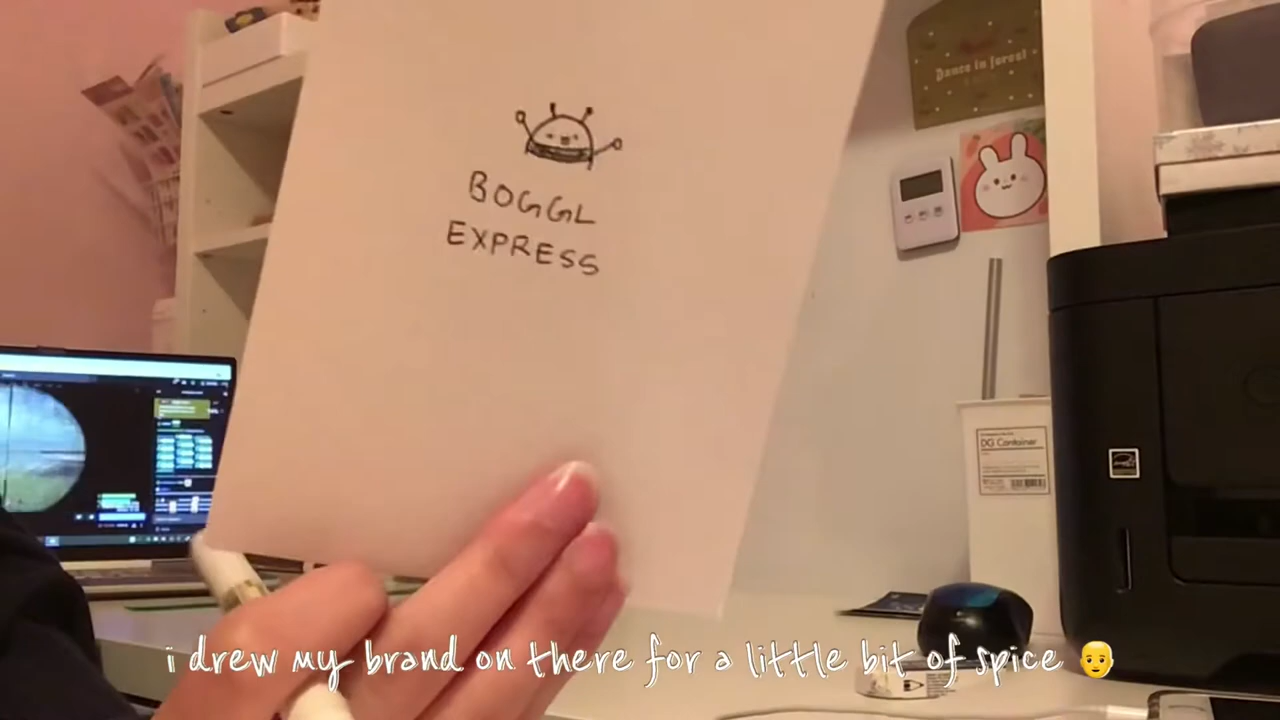 Dance in forest
BOGGL
EXPRESS
DG Container
i drew my brand on there for a little bit of spice 👨‍🦲